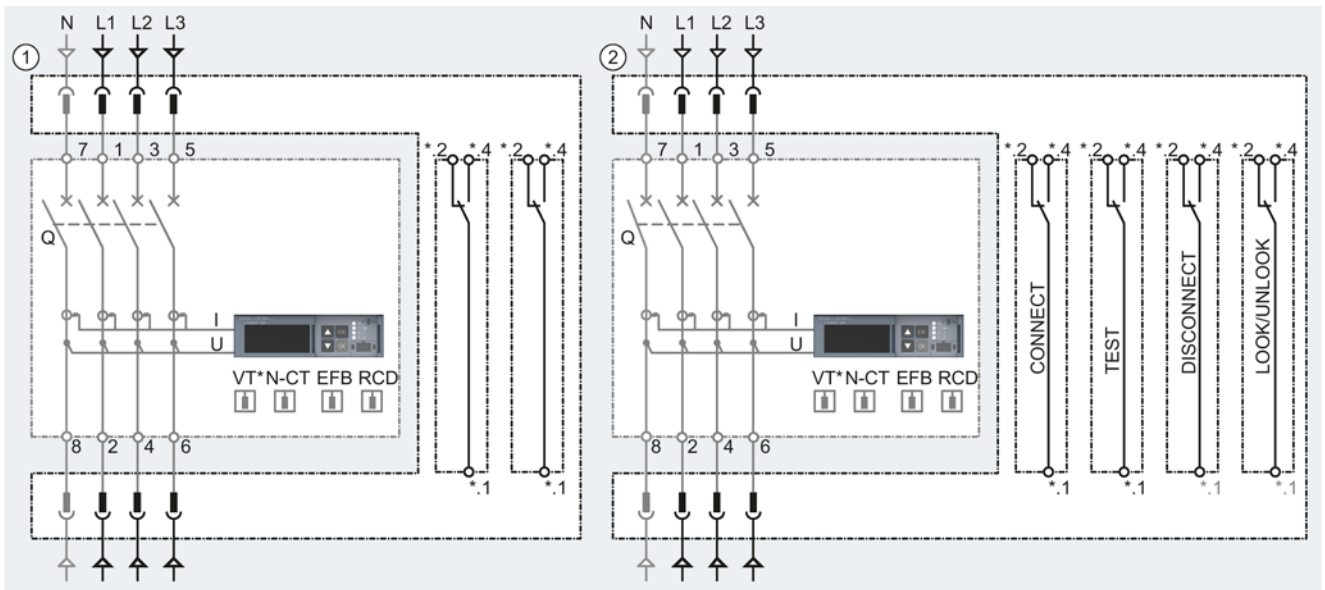 N L1 L2 L3
1
7 1 3 5
*.2 *.4 *.2 *.4
Q
I
U
VT* N-CT EFB RCD
8 2 4 6
*.1 *.1
N L1 L2 L3
2
7 1 3 5
*.2 *.4 *.2 *.4 *.2 *.4 *.2 *.4
Q
CONNECT
TEST
DISCONNECT
LOOK/UNLOOK
I
U
VT* N-CT EFB RCD
8 2 4 6
*.1 *.1 *.1 *.1